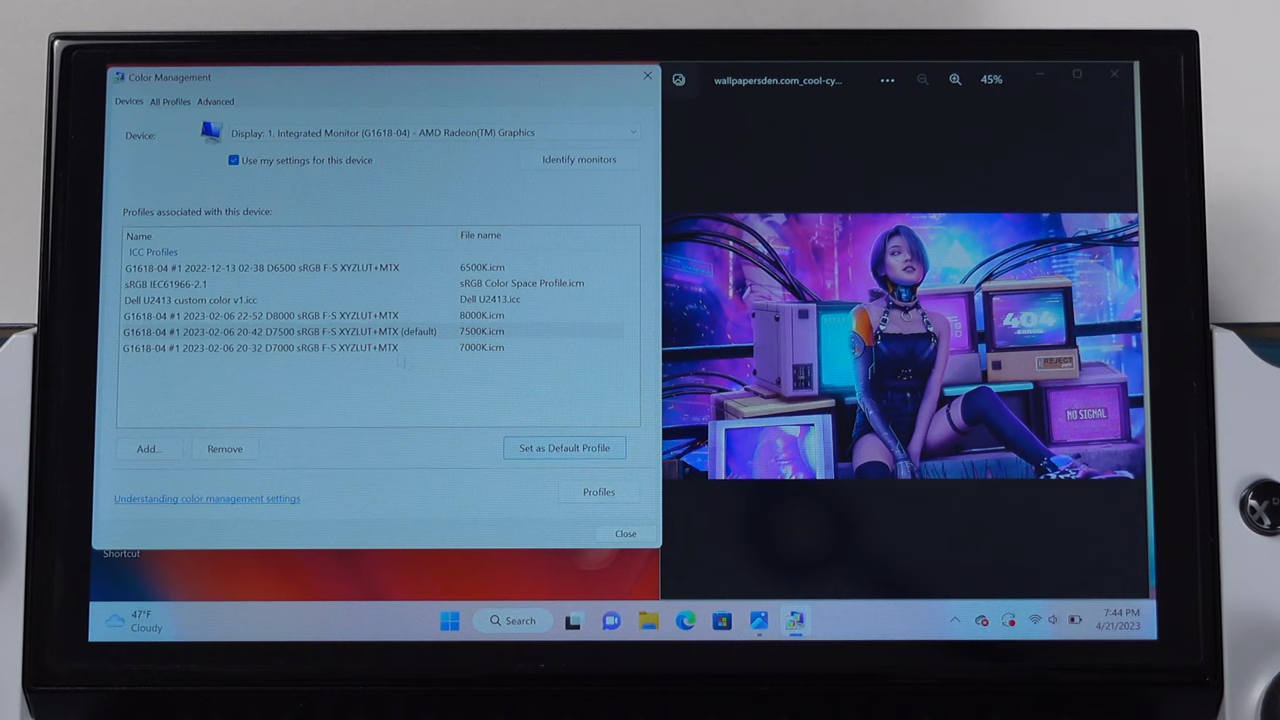 Color Management
Devices All Profiles Advanced
Device:
Display: 1. Integrated Monitor (G1618-04) - AMD Radeon(TM) Graphics
Use my settings for this device
Identify monitors
Profiles associated with this device:
Name File name
ICC Profiles
G1618-04 #1 2022-12-13 02-38 D6500 sRGB F-S XYZLUT+MTX 6500K.icm
sRGB IEC61966-2.1 sRGB Color Space Profile.icm
Dell U2413 custom color v1.icc Dell U2413.icc
G1618-04 #1 2023-02-06 22-52 D8000 sRGB F-S XYZLUT+MTX 8000K.icm
G1618-04 #1 2023-02-06 20-42 D7500 sRGB F-S XYZLUT+MTX (default) 7500K.icm
G1618-04 #1 2023-02-06 20-32 D7000 sRGB F-S XYZLUT+MTX 7000K.icm
Add... Remove Set as Default Profile
Understanding color management settings
Profiles
Close
wallpapersden.com_cool-cy... ••• 45%
404
ERROR
REJECT
NO SIGNAL
Shortcut
47°F
Cloudy
Search
7:44 PM
4/21/2023
X